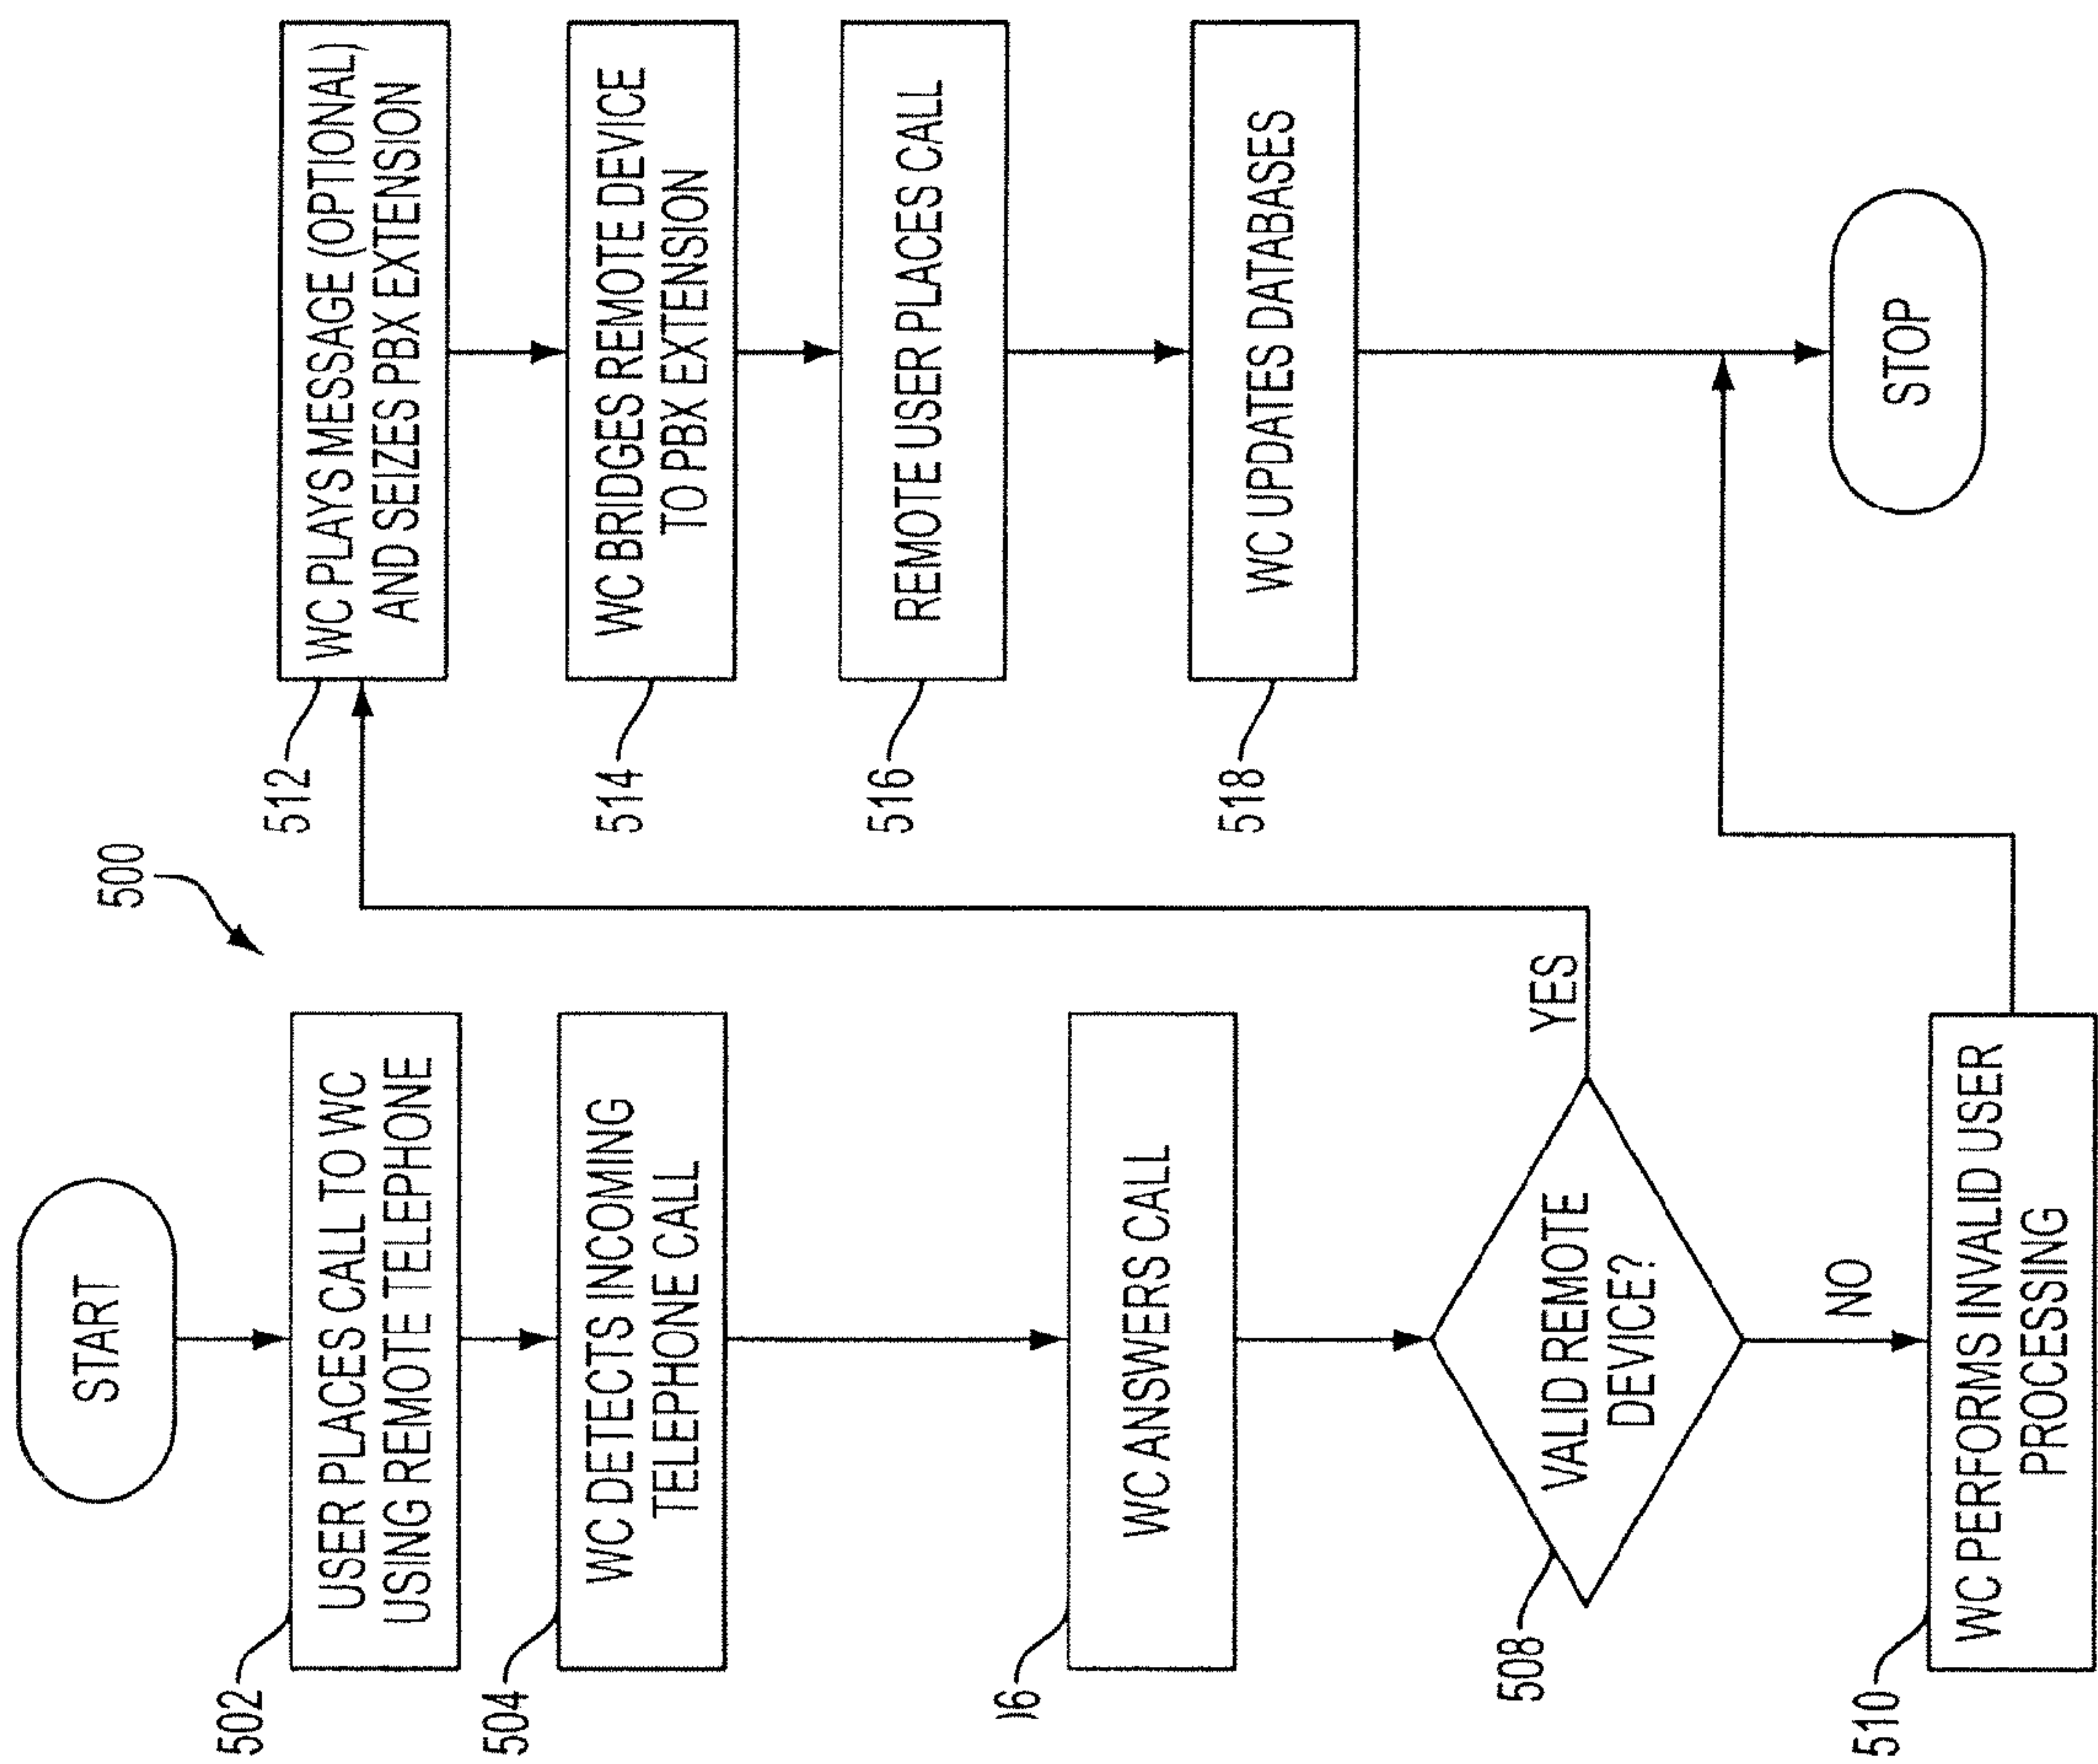 500
START
502
USER PLACES CALL TO WC
USING REMOTE TELEPHONE
504
WC DETECTS INCOMING
TELEPHONE CALL
06
WC ANSWERS CALL
508
VALID REMOTE
DEVICE?
YES
NO
510
WC PERFORMS INVALID USER
PROCESSING
512
WC PLAYS MESSAGE (OPTIONAL)
AND SEIZES PBX EXTENSION
514
WC BRIDGES REMOTE DEVICE
TO PBX EXTENSION
516
REMOTE USER PLACES CALL
518
WC UPDATES DATABASES
STOP